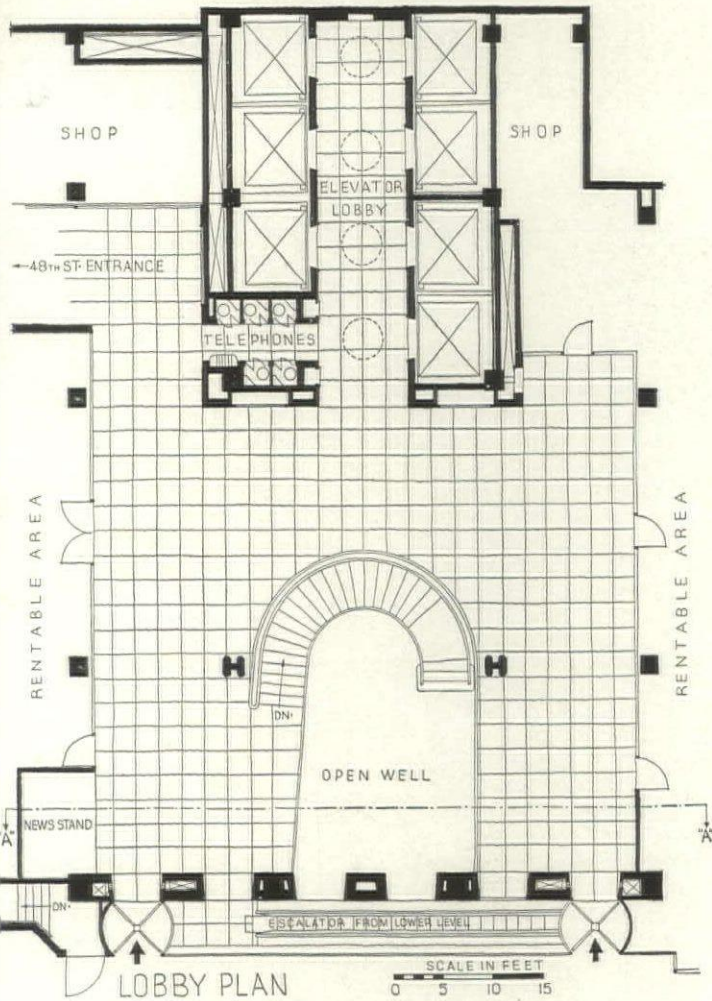 SHOP
SHOP
ELEVATOR
LOBBY
←48TH ST. ENTRANCE
TELEPHONES
RENTABLE AREA
RENTABLE AREA
DN.
OPEN WELL
NEWS STAND
"A"
"A"
DN.
ESCALATOR FROM LOWER LEVEL
LOBBY PLAN
SCALE IN FEET
0 5 10 15